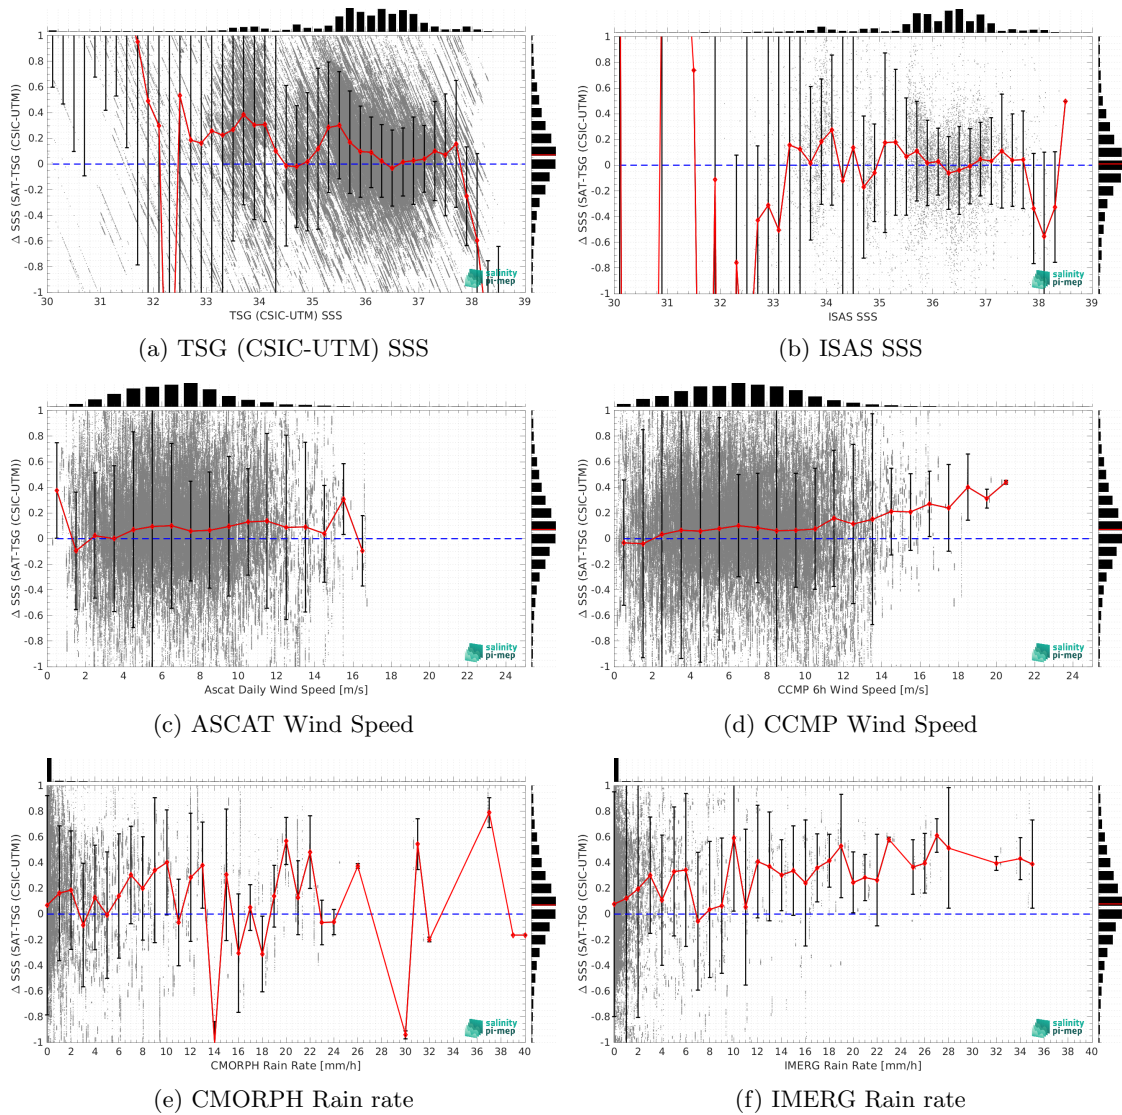 1
0.8
0.6
0.4
0.2
0
-0.2
-0.4
-0.6
-0.8
-1
Δ SSS (SAT-TSG (CSIC-UTM))
30 31 32 33 34 35 36 37 38 39
TSG (CSIC-UTM) SSS
salinity
pi-mep
(a) TSG (CSIC-UTM) SSS
1
0.8
0.6
0.4
0.2
0
-0.2
-0.4
-0.6
-0.8
-1
Δ SSS (SAT-TSG (CSIC-UTM))
30 31 32 33 34 35 36 37 38 39
ISAS SSS
salinity
pi-mep
(b) ISAS SSS
1
0.8
0.6
0.4
0.2
0
-0.2
-0.4
-0.6
-0.8
-1
Δ SSS (SAT-TSG (CSIC-UTM))
0 2 4 6 8 10 12 14 16 18 20 22 24
Ascat Daily Wind Speed [m/s]
salinity
pi-mep
(c) ASCAT Wind Speed
1
0.8
0.6
0.4
0.2
0
-0.2
-0.4
-0.6
-0.8
-1
Δ SSS (SAT-TSG (CSIC-UTM))
0 2 4 6 8 10 12 14 16 18 20 22 24
CCMP 6h Wind Speed [m/s]
salinity
pi-mep
(d) CCMP Wind Speed
1
0.8
0.6
0.4
0.2
0
-0.2
-0.4
-0.6
-0.8
-1
Δ SSS (SAT-TSG (CSIC-UTM))
0 2 4 6 8 10 12 14 16 18 20 22 24 26 28 30 32 34 36 38 40
CMORPH Rain Rate [mm/h]
salinity
pi-mep
(e) CMORPH Rain rate
1
0.8
0.6
0.4
0.2
0
-0.2
-0.4
-0.6
-0.8
-1
Δ SSS (SAT-TSG (CSIC-UTM))
0 2 4 6 8 10 12 14 16 18 20 22 24 26 28 30 32 34 36 38 40
IMERG Rain Rate [mm/h]
salinity
pi-mep
(f) IMERG Rain rate